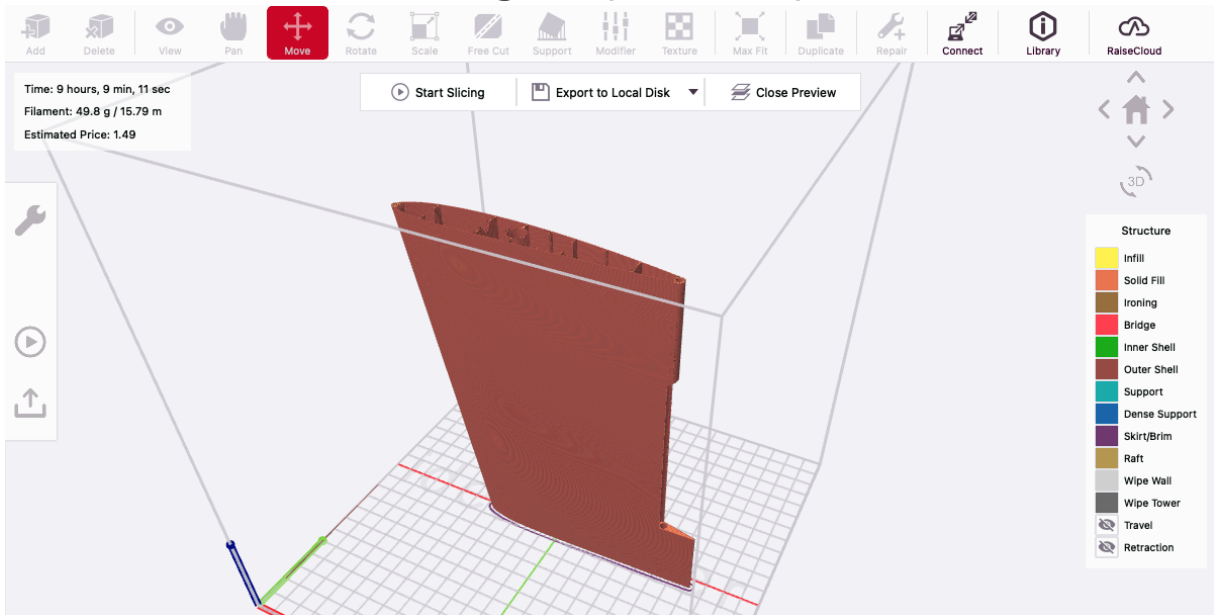 Add
Delete
View
Pan
Move
Rotate
Scale
Free Cut
Support
Modifier
Texture
Max Fit
Duplicate
Repair
Connect
Library
RaiseCloud
Time: 9 hours, 9 min, 11 sec
Filament: 49.8 g / 15.79 m
Estimated Price: 1.49
Start Slicing
Export to Local Disk
Close Preview
3D
Structure
Infill
Solid Fill
Ironing
Bridge
Inner Shell
Outer Shell
Support
Dense Support
Skirt/Brim
Raft
Wipe Wall
Wipe Tower
Travel
Retraction